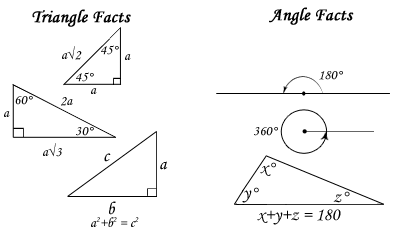 Triangle Facts
a√2
45°
a
45°
a
60°
a
2a
30°
a√3
c
a
b
a²+b² = c²
Angle Facts
180°
360°
x°
y°
z°
x+y+z = 180